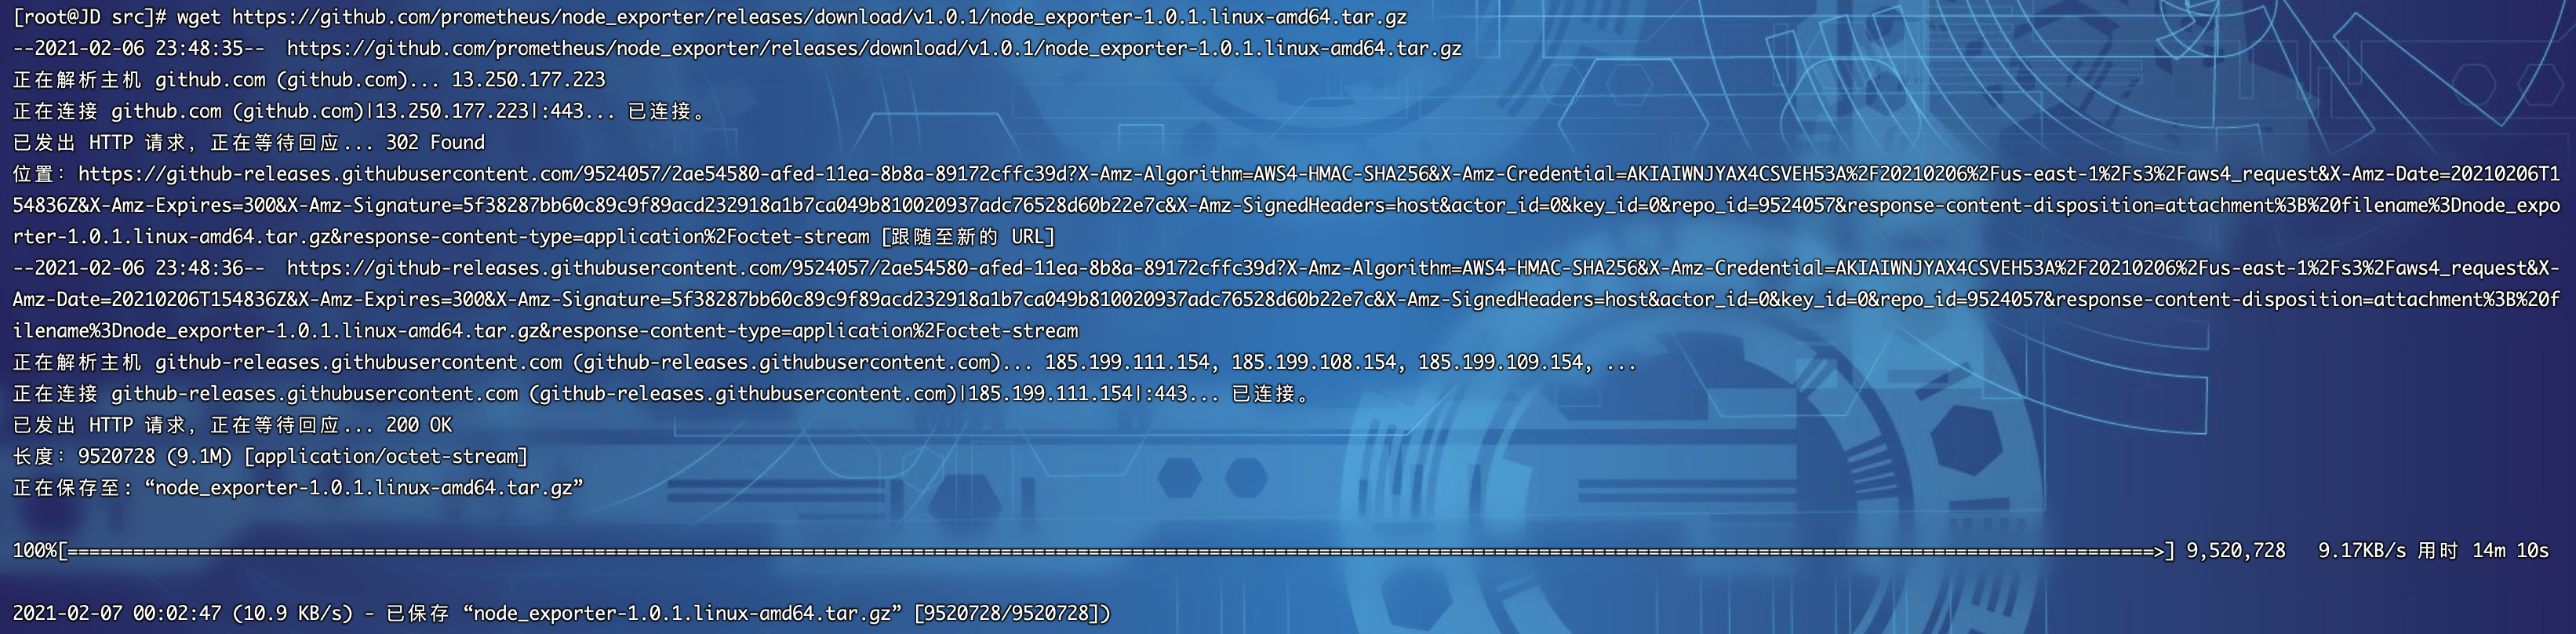 [root@JD src]# wget https://github.com/prometheus/node_exporter/releases/download/v1.0.1/node_exporter-1.0.1.linux-amd64.tar.gz
--2021-02-06 23:48:35--  https://github.com/prometheus/node_exporter/releases/download/v1.0.1/node_exporter-1.0.1.linux-amd64.tar.gz
正在解析主机 github.com (github.com)... 13.250.177.223
正在连接 github.com (github.com)|13.250.177.223|:443... 已连接。
已发出 HTTP 请求，正在等待回应... 302 Found
位置：https://github-releases.githubusercontent.com/9524057/2ae54580-afed-11ea-8b8a-89172cffc39d?X-Amz-Algorithm=AWS4-HMAC-SHA256&X-Amz-Credential=AKIAIWNJYAX4CSVEH53A%2F20210206%2Fus-east-1%2Fs3%2Faws4_request&X-Amz-Date=20210206T1
54836Z&X-Amz-Expires=300&X-Amz-Signature=5f38287bb60c89c9f89acd232918a1b7ca049b810020937adc76528d60b22e7c&X-Amz-SignedHeaders=host&actor_id=0&key_id=0&repo_id=9524057&response-content-disposition=attachment%3B%20filename%3Dnode_expo
rter-1.0.1.linux-amd64.tar.gz&response-content-type=application%2Foctet-stream [跟随至新的 URL]
--2021-02-06 23:48:36--  https://github-releases.githubusercontent.com/9524057/2ae54580-afed-11ea-8b8a-89172cffc39d?X-Amz-Algorithm=AWS4-HMAC-SHA256&X-Amz-Credential=AKIAIWNJYAX4CSVEH53A%2F20210206%2Fus-east-1%2Fs3%2Faws4_request&X-
Amz-Date=20210206T154836Z&X-Amz-Expires=300&X-Amz-Signature=5f38287bb60c89c9f89acd232918a1b7ca049b810020937adc76528d60b22e7c&X-Amz-SignedHeaders=host&actor_id=0&key_id=0&repo_id=9524057&response-content-disposition=attachment%3B%20f
ilename%3Dnode_exporter-1.0.1.linux-amd64.tar.gz&response-content-type=application%2Foctet-stream
正在解析主机 github-releases.githubusercontent.com (github-releases.githubusercontent.com)... 185.199.111.154, 185.199.108.154, 185.199.109.154, ...
正在连接 github-releases.githubusercontent.com (github-releases.githubusercontent.com)|185.199.111.154|:443... 已连接。
已发出 HTTP 请求，正在等待回应... 200 OK
长度：9520728 (9.1M) [application/octet-stream]
正在保存至: “node_exporter-1.0.1.linux-amd64.tar.gz”
100%[==============================================================================================================================================================================================>] 9,520,728   9.17KB/s 用时 14m 10s
2021-02-07 00:02:47 (10.9 KB/s) - 已保存 “node_exporter-1.0.1.linux-amd64.tar.gz” [9520728/9520728])